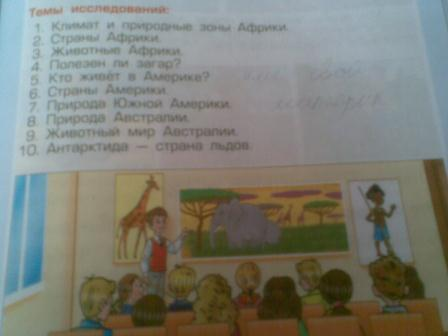 Темы исследований:
1. Климат и природные зоны Африки.
2. Страны Африки.
3. Животные Африки.
4. Полезен ли загар?
5. Кто живёт в Америке?
6. Страны Америки.
7. Природа Южной Америки.
8. Природа Австралии.
9. Животный мир Австралии.
10. Антарктида — страна льдов.